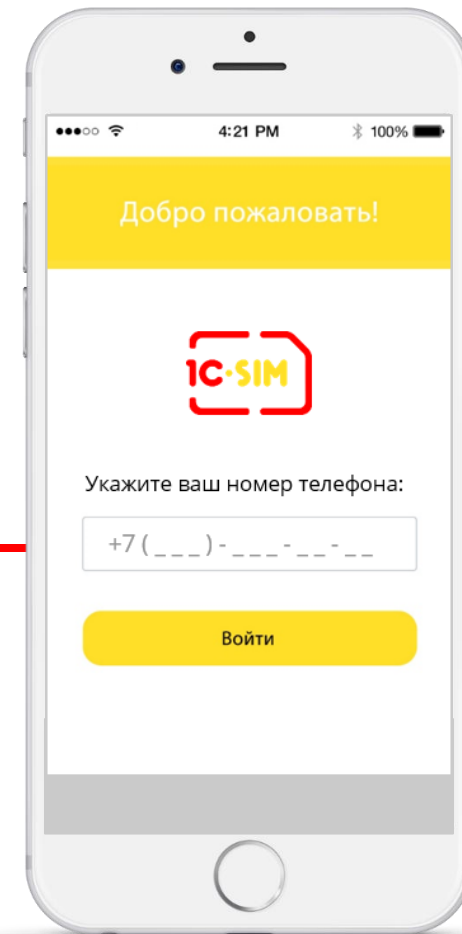 4:21 PM 100%
Добро пожаловать!
1C·SIM
Укажите ваш номер телефона:
+7 ( _ _ _ ) - _ _ _ - _ _ - _ _
Войти